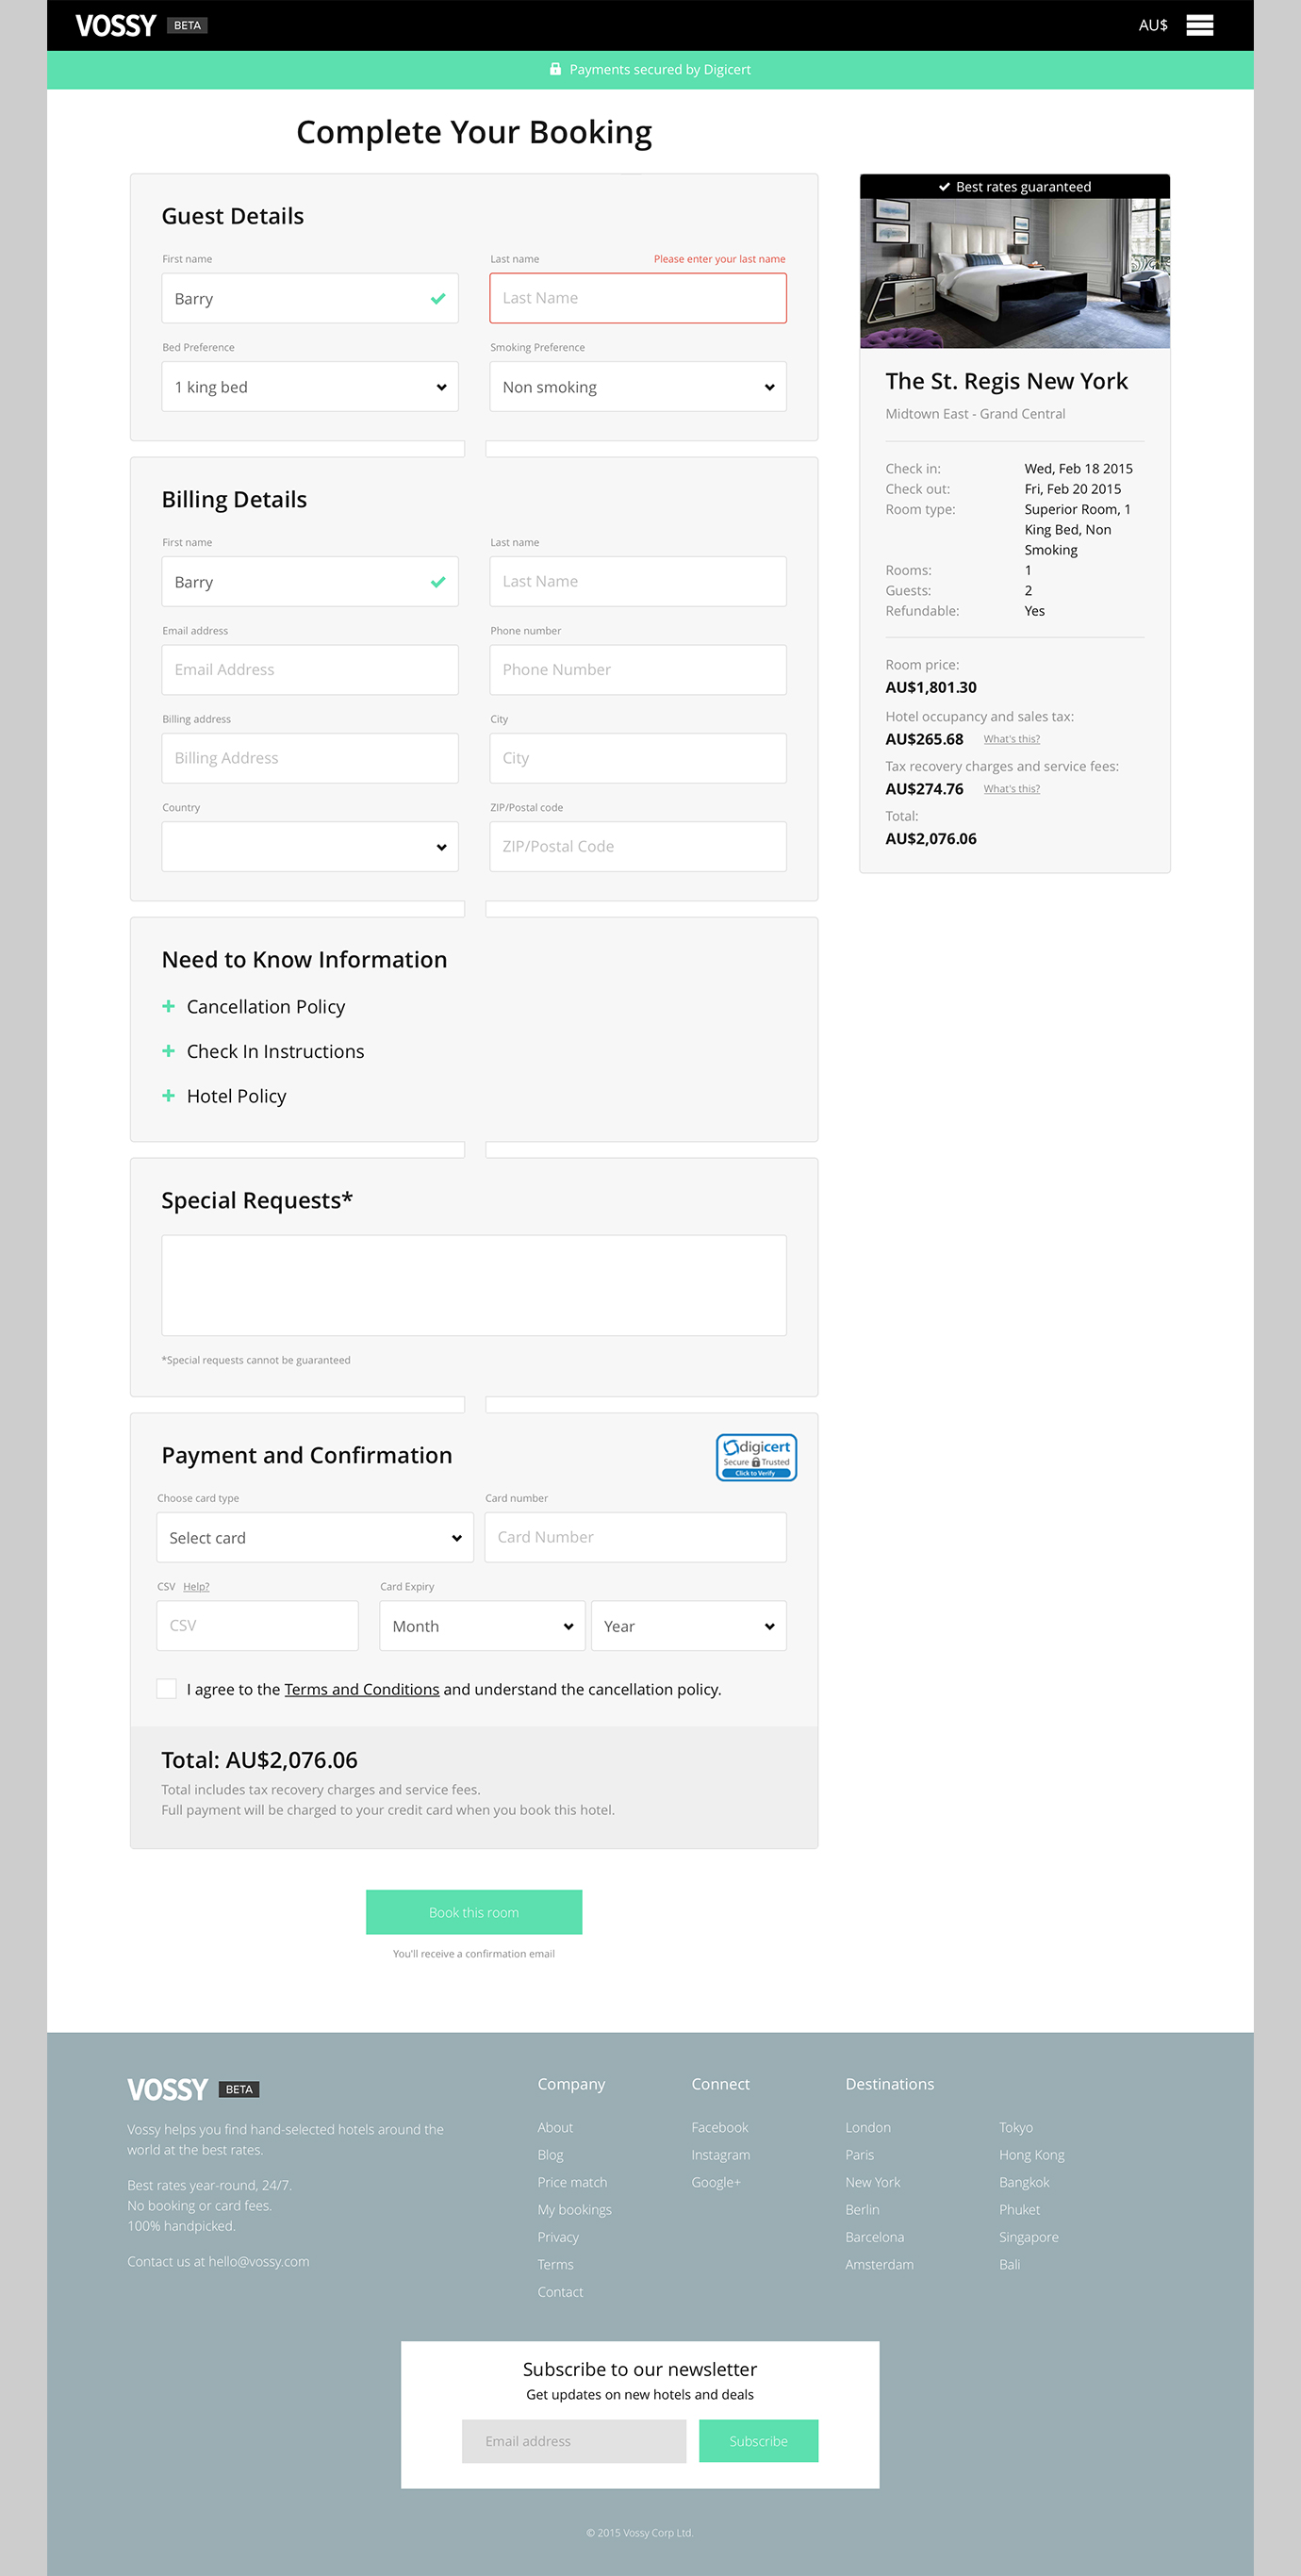 VOSSY BETA
AU$
Payments secured by Digicert
Complete Your Booking
Guest Details
First name
Last name
Please enter your last name
Barry
Last Name
Bed Preference
Smoking Preference
1 king bed
Non smoking
Billing Details
First name
Last name
Barry
Last Name
Email address
Phone number
Email Address
Phone Number
Billing address
City
Billing Address
City
Country
ZIP/Postal code
ZIP/Postal Code
Need to Know Information
Cancellation Policy
Check In Instructions
Hotel Policy
Special Requests*
*Special requests cannot be guaranteed
Payment and Confirmation
digicert
Secure Trusted
Click to Verify
Choose card type
Card number
Select card
Card Number
CSV Help?
Card Expiry
CSV
Month
Year
I agree to the Terms and Conditions and understand the cancellation policy.
Total: AU$2,076.06
Total includes tax recovery charges and service fees.
Full payment will be charged to your credit card when you book this hotel.
Book this room
You'll receive a confirmation email
Best rates guaranteed
The St. Regis New York
Midtown East - Grand Central
Check in: Wed, Feb 18 2015
Check out: Fri, Feb 20 2015
Room type: Superior Room, 1
King Bed, Non
Smoking
Rooms: 1
Guests: 2
Refundable: Yes
Room price:
AU$1,801.30
Hotel occupancy and sales tax:
AU$265.68 What's this?
Tax recovery charges and service fees:
AU$274.76 What's this?
Total:
AU$2,076.06
VOSSY BETA
Vossy helps you find hand-selected hotels around the
world at the best rates.
Best rates year-round, 24/7.
No booking or card fees.
100% handpicked.
Contact us at hello@vossy.com
Company
About
Blog
Price match
My bookings
Privacy
Terms
Contact
Connect
Facebook
Instagram
Google+
Destinations
London
Paris
New York
Berlin
Barcelona
Amsterdam
Tokyo
Hong Kong
Bangkok
Phuket
Singapore
Bali
Subscribe to our newsletter
Get updates on new hotels and deals
Email address
Subscribe
© 2015 Vossy Corp Ltd.